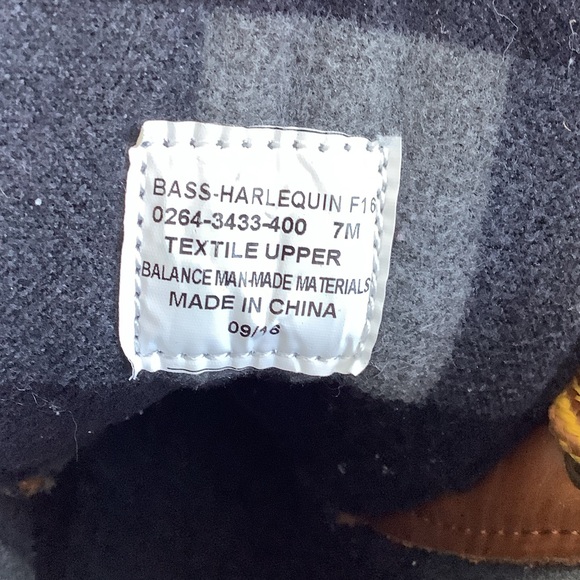 BASS-HARLEQUIN F16
0264-3433-400 7M
TEXTILE UPPER
BALANCE MAN-MADE MATERIALS
MADE IN CHINA
09/16